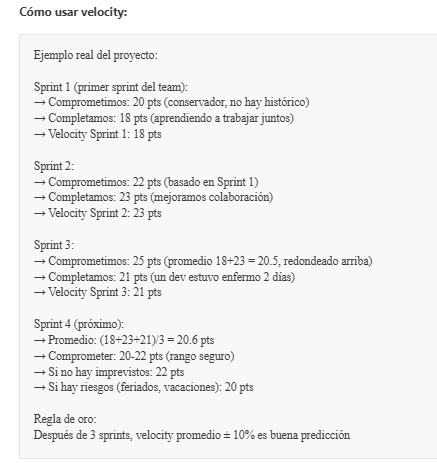 Cómo usar velocity:
Ejemplo real del proyecto:
Sprint 1 (primer sprint del team):
→ Comprometimos: 20 pts (conservador, no hay histórico)
→ Completamos: 18 pts (aprendiendo a trabajar juntos)
→ Velocity Sprint 1: 18 pts
Sprint 2:
→ Comprometimos: 22 pts (basado en Sprint 1)
→ Completamos: 23 pts (mejoramos colaboración)
→ Velocity Sprint 2: 23 pts
Sprint 3:
→ Comprometimos: 25 pts (promedio 18+23 = 20.5, redondeado arriba)
→ Completamos: 21 pts (un dev estuvo enfermo 2 días)
→ Velocity Sprint 3: 21 pts
Sprint 4 (próximo):
→ Promedio: (18+23+21)/3 = 20.6 pts
→ Comprometer: 20-22 pts (rango seguro)
→ Si no hay imprevistos: 22 pts
→ Si hay riesgos (feriados, vacaciones): 20 pts
Regla de oro:
Después de 3 sprints, velocity promedio ± 10% es buena predicción